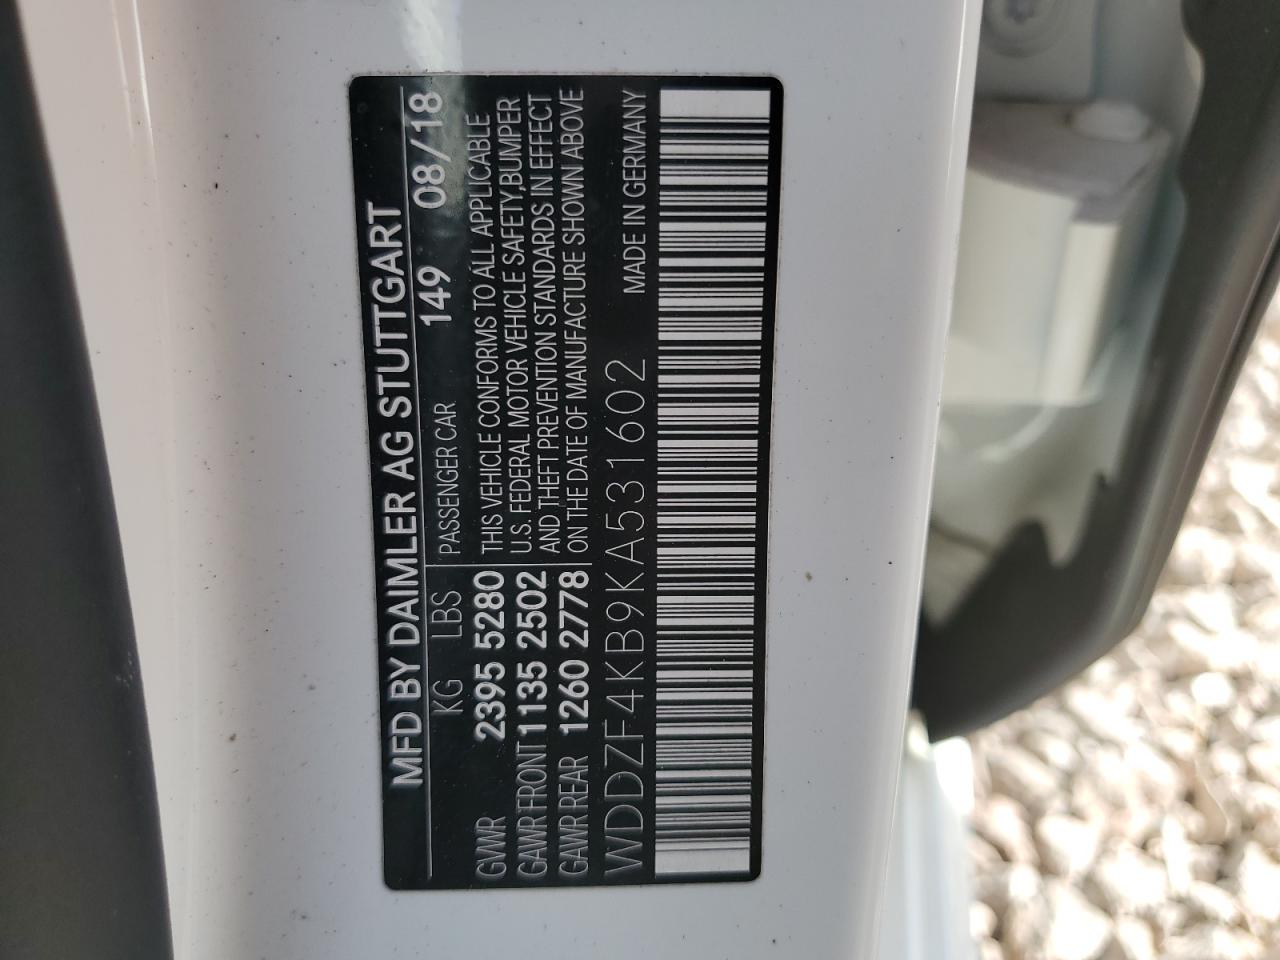 MFD BY DAIMLER AG STUTTGART
KG LBS PASSENGER CAR 149 08/18
GVWR 2395 5280 THIS VEHICLE CONFORMS TO ALL APPLICABLE
GAWR FRONT 1135 2502 U.S. FEDERAL MOTOR VEHICLE SAFETY,BUMPER
GAWR REAR 1260 2778 AND THEFT PREVENTION STANDARDS IN EFFECT
ON THE DATE OF MANUFACTURE SHOWN ABOVE
WDDZF4KB9KA531602 MADE IN GERMANY